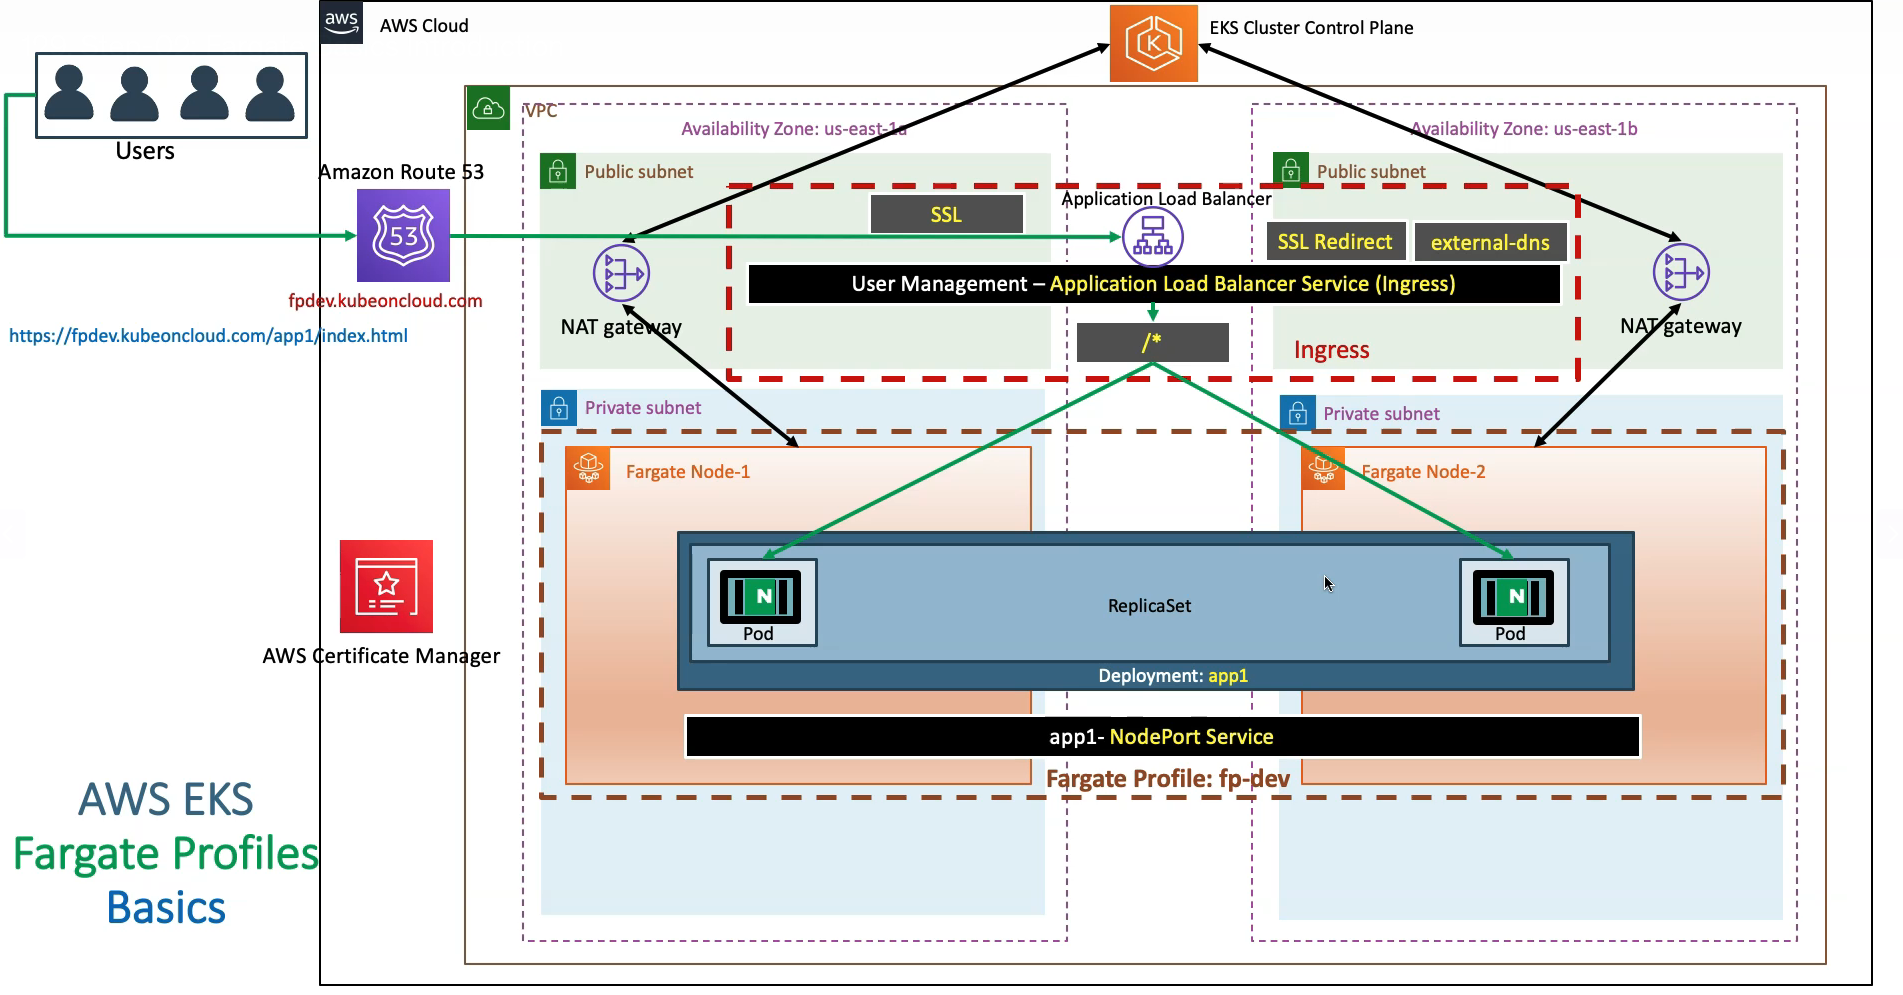 aws
AWS Cloud
EKS Cluster Control Plane
Users
VPC
Availability Zone: us-east-1a
Availability Zone: us-east-1b
Amazon Route 53
Public subnet
Public subnet
53
SSL
Application Load Balancer
SSL Redirect
external-dns
fpdev.kubeoncloud.com
https://fpdev.kubeoncloud.com/app1/index.html
User Management – Application Load Balancer Service (Ingress)
NAT gateway
NAT gateway
/*
Ingress
Private subnet
Private subnet
K
Fargate Node-1
Fargate Node-2
N
Pod
ReplicaSet
N
Pod
Deployment: app1
AWS Certificate Manager
app1- NodePort Service
Fargate Profile: fp-dev
AWS EKS
Fargate Profiles
Basics